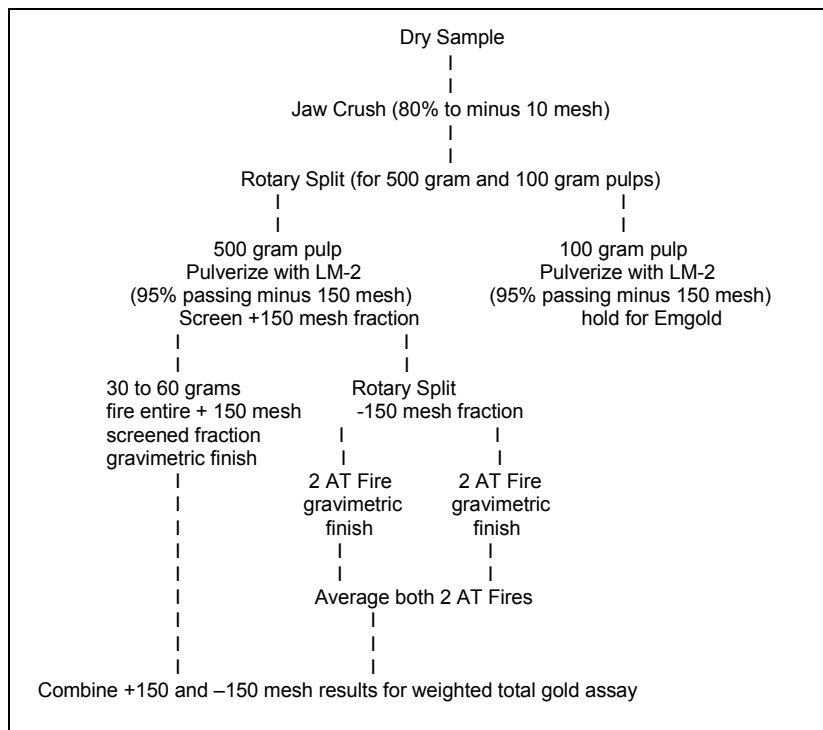 Dry Sample
Jaw Crush (80% to minus 10 mesh)
Rotary Split (for 500 gram and 100 gram pulps)
500 gram pulp
Pulverize with LM-2
(95% passing minus 150 mesh)
Screen +150 mesh fraction
100 gram pulp
Pulverize with LM-2
(95% passing minus 150 mesh)
hold for Emgold
30 to 60 grams
fire entire + 150 mesh
screened fraction
gravimetric finish
Rotary Split
-150 mesh fraction
2 AT Fire
gravimetric
finish
2 AT Fire
gravimetric
finish
Average both 2 AT Fires
Combine +150 and –150 mesh results for weighted total gold assay